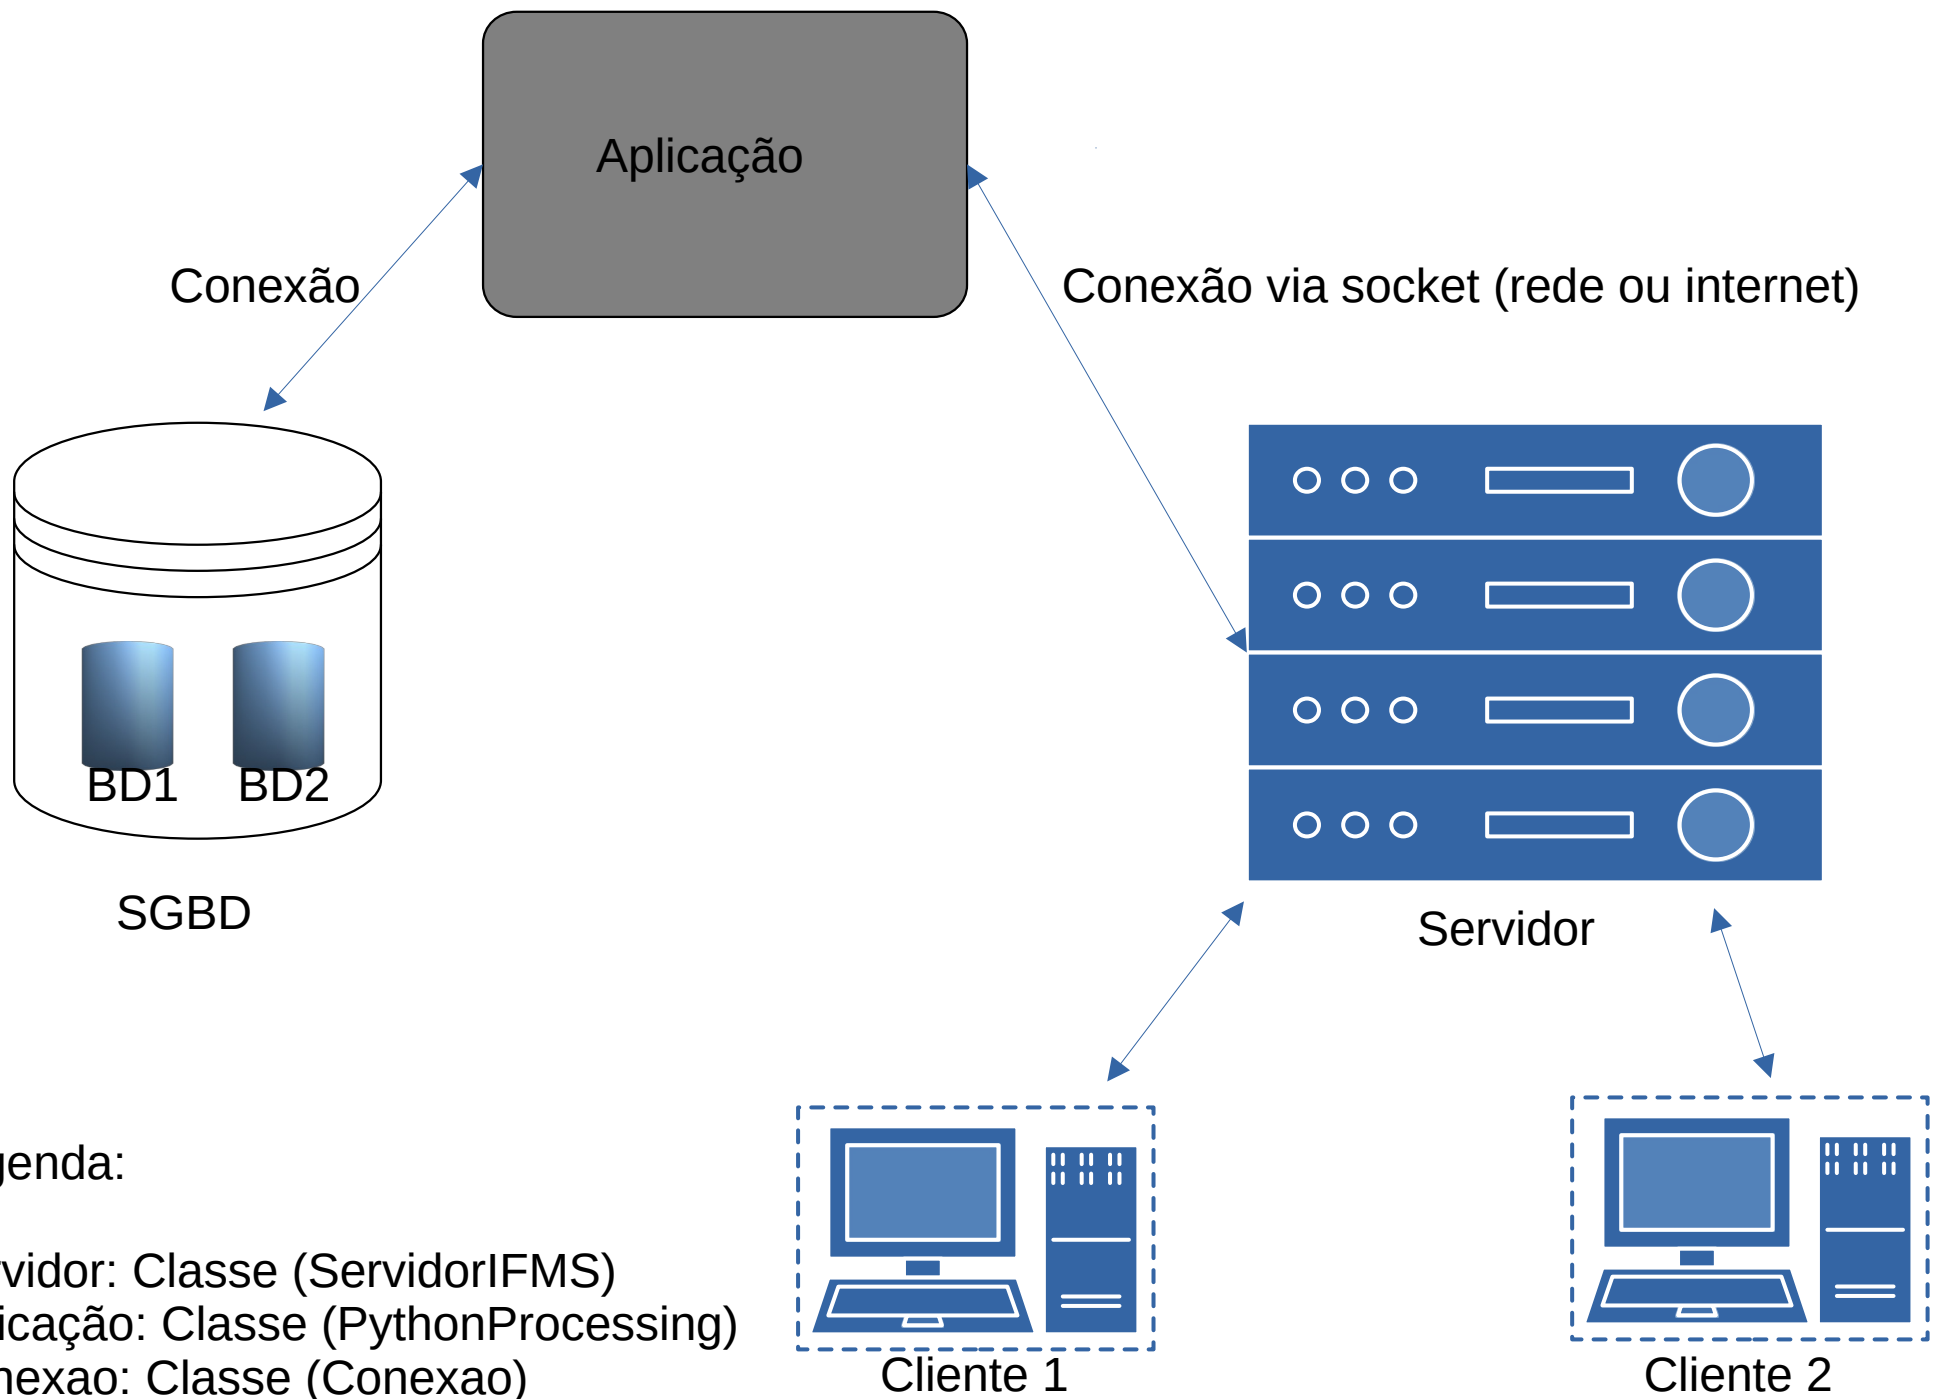 Aplicação
Conexão
Conexão via socket (rede ou internet)
BD1
BD2
SGBD
Servidor
genda:
rvidor: Classe (ServidorIFMS)
icação: Classe (PythonProcessing)
nexao: Classe (Conexao)
Cliente 1
Cliente 2